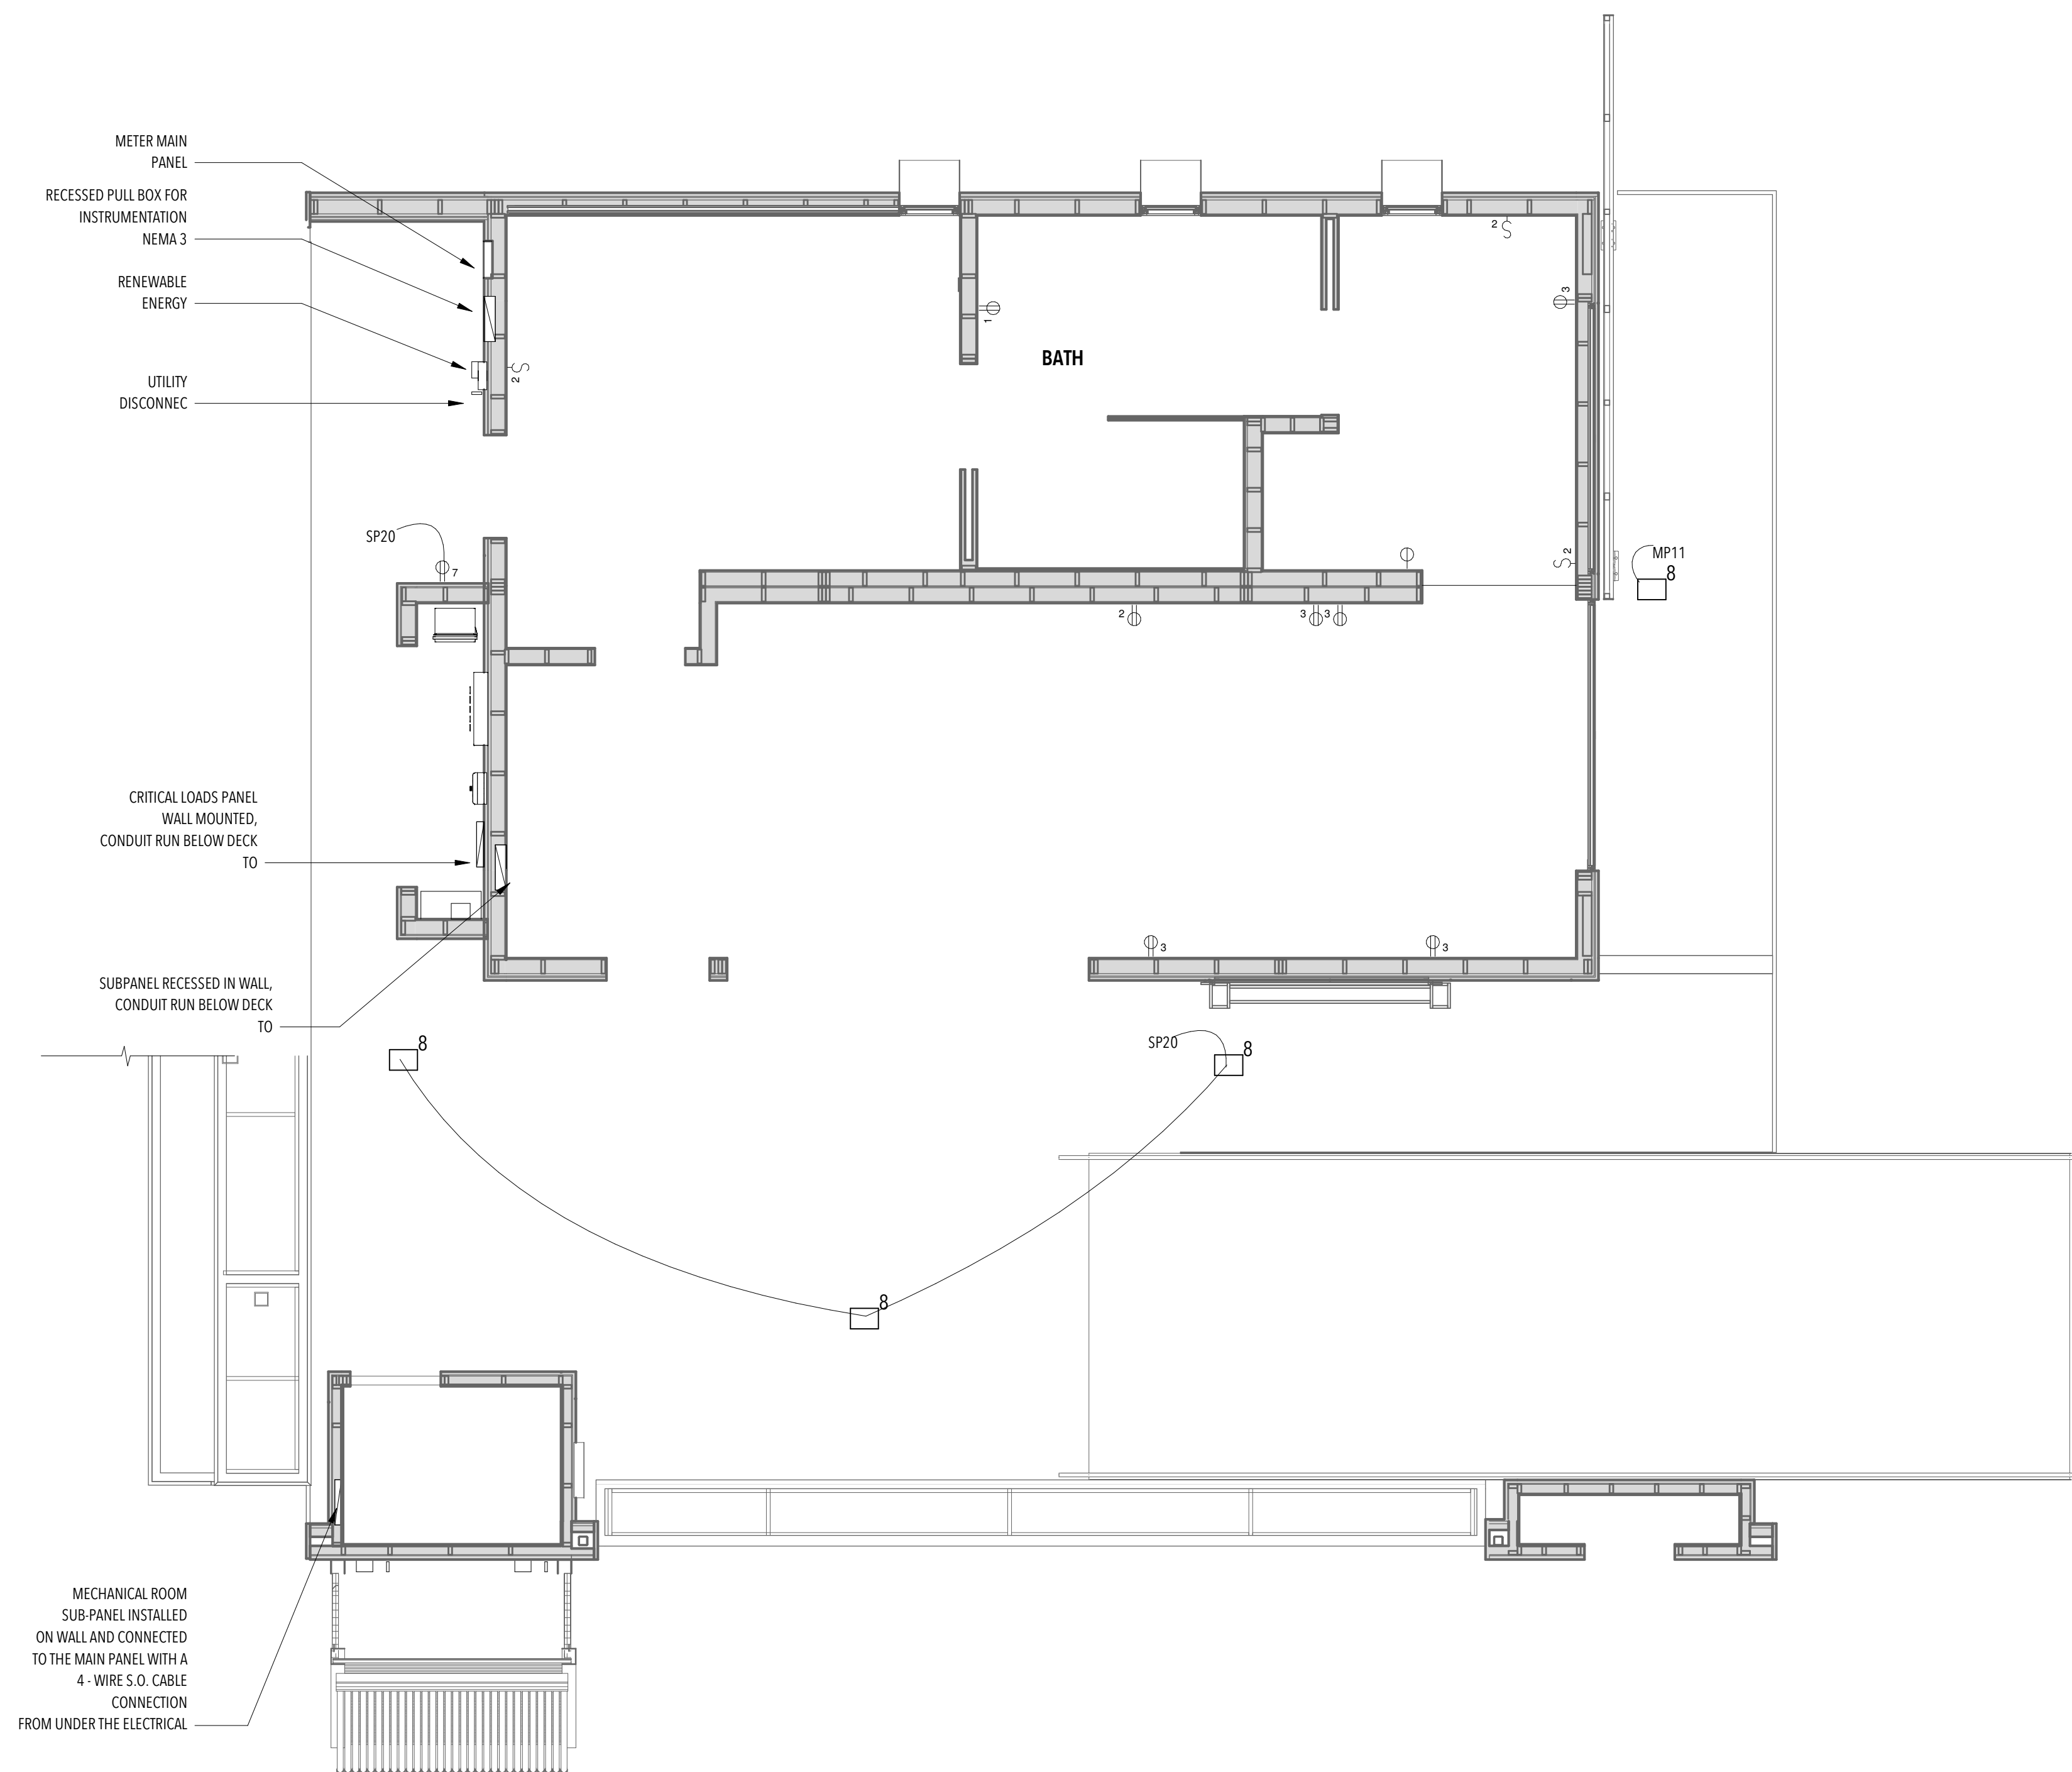 METER MAIN
PANEL
RECESSED PULL BOX FOR
INSTRUMENTATION
NEMA 3
RENEWABLE
ENERGY
UTILITY
DISCONNEC
2 S
3
1
BATH
2 S
SP20
7
S 2
MP11
8
2
3
3
CRITICAL LOADS PANEL
WALL MOUNTED,
CONDUIT RUN BELOW DECK
TO
3
3
SUBPANEL RECESSED IN WALL,
CONDUIT RUN BELOW DECK
TO
8
SP20
8
8
MECHANICAL ROOM
SUB-PANEL INSTALLED
ON WALL AND CONNECTED
TO THE MAIN PANEL WITH A
4 - WIRE S.O. CABLE
CONNECTION
FROM UNDER THE ELECTRICAL